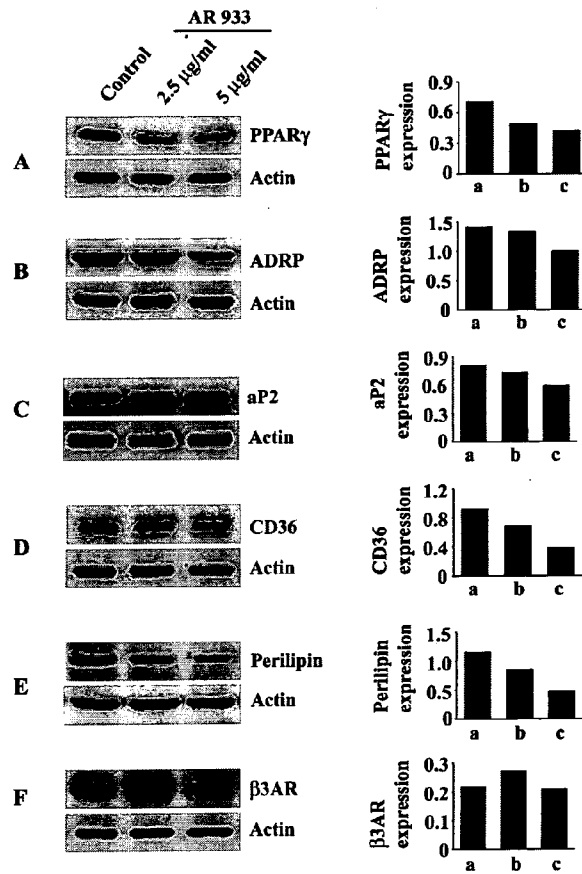 AR 933
Control
2.5 µg/ml
5 µg/ml
A
PPARγ
Actin
PPARγ
expression
0.9
0.6
0.3
0
a b c
B
ADRP
Actin
ADRP
expression
1.5
1.0
0.5
0
a b c
C
aP2
Actin
aP2
expression
0.9
0.6
0.3
0
a b c
D
CD36
Actin
CD36
expression
1.2
0.8
0.4
0
a b c
E
Perilipin
Actin
Perilipin
expression
1.5
1.0
0.5
0.0
a b c
F
β3AR
Actin
β3AR
expression
0.3
0.2
0.1
0
a b c